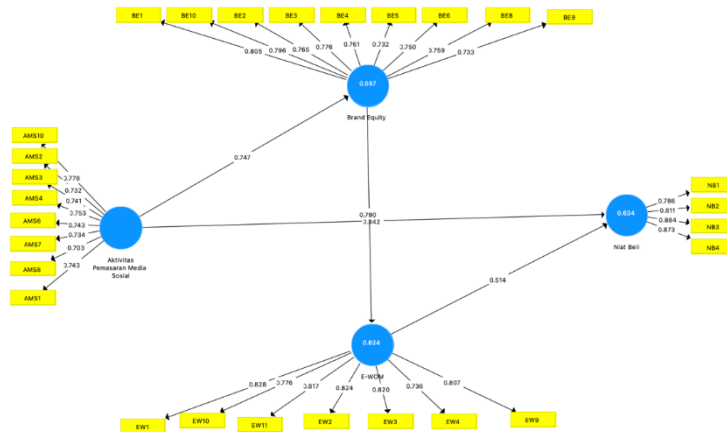 BE1
BE10
BE2
BE3
BE4
BE5
BE6
BE8
BE9
0.805
0.796
0.765
0.776
0.761
0.732
0.750
0.759
0.733
0.557
Brand Equity
AMS10
AMS2
AMS3
AMS4
AMS6
AMS7
AMS8
AMS1
0.778
0.732
0.741
0.753
0.743
0.734
0.703
0.743
Aktivitas
Pemasaran Media
Sosial
0.747
0.790
0.514
0.634
Niat Beli
0.786
0.811
0.884
0.873
NB1
NB2
NB3
NB4
0.624
E-WOM
0.828
0.776
0.817
0.824
0.820
0.736
0.807
EW1
EW10
EW11
EW2
EW3
EW4
EW9